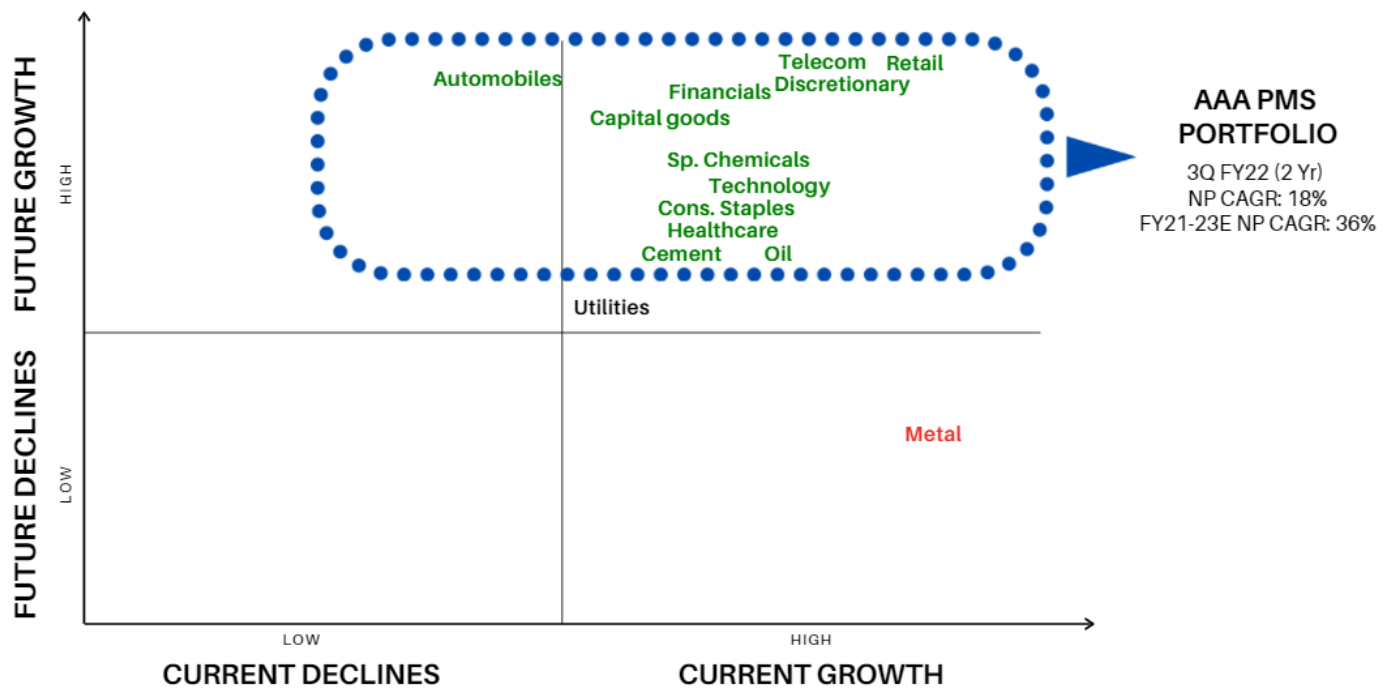 FUTURE GROWTH
HIGH
Automobiles
Telecom
Retail
Discretionary
Financials
Capital goods
Sp. Chemicals
Technology
Cons. Staples
Healthcare
Cement
Oil
Utilities
AAA PMS
PORTFOLIO
3Q FY22 (2 Yr)
NP CAGR: 18%
FY21-23E NP CAGR: 36%
FUTURE DECLINES
LOW
Metal
LOW
HIGH
CURRENT DECLINES
CURRENT GROWTH